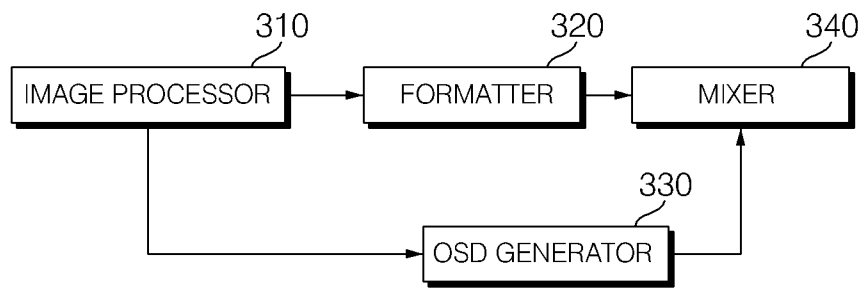 310
320
340
IMAGE PROCESSOR
FORMATTER
MIXER
330
OSD GENERATOR